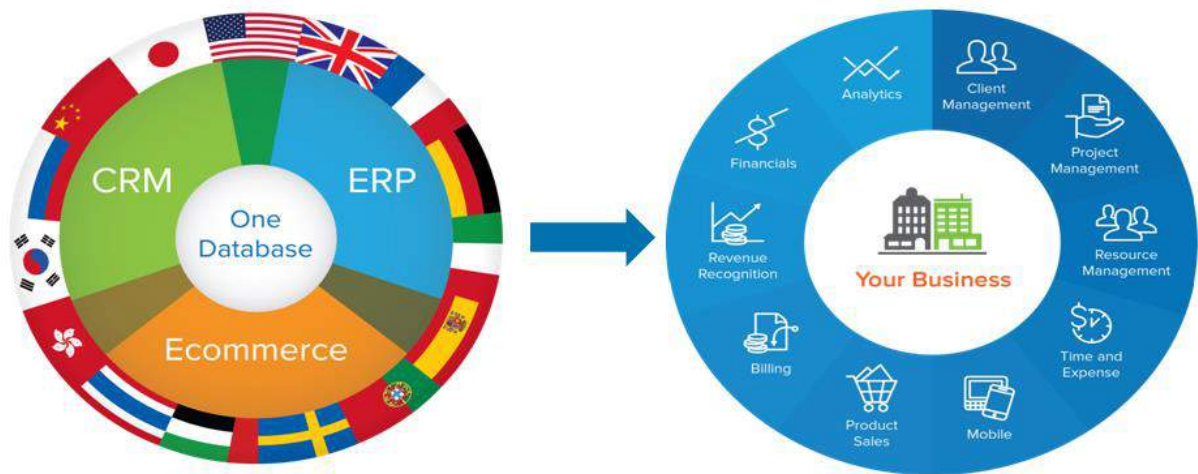 CRM
ERP
One
Database
Ecommerce
Analytics
Client
Management
Financials
Project
Management
Revenue
Recognition
Your Business
Resource
Management
Billing
Time and
Expense
Product
Sales
Mobile